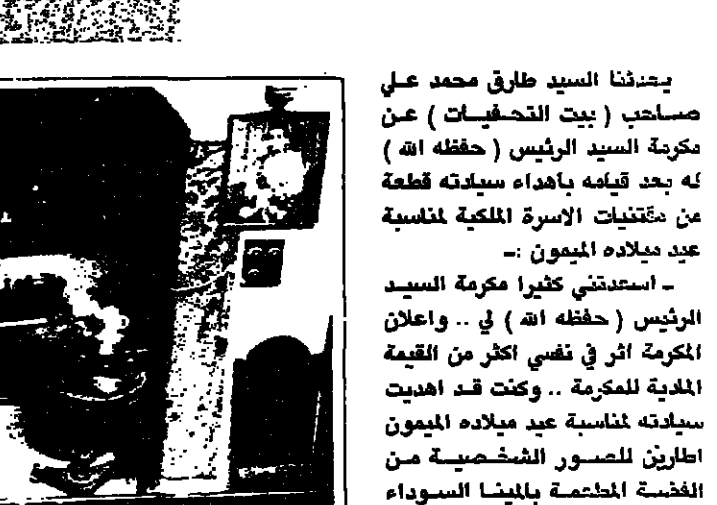 يحدثنا السيد طارق محمد علي
صاحب ( بيت التحفيات ) عن
مكرمة السيد الرئيس ( حفظه الله )
له بعد قيامه بأهداء سيادته قطعة
من مقتنيات الاسرة الملكية لمناسبة
عيد ميلاده الميمون :ـ
ـ اسعدتني كثيرا مكرمة السيد
الرئيس ( حفظه الله ) لي .. واعلان
المكرمة اثر في نفسي اكثر من القيمة
المادية للمكرمة .. وكنت قد اهديت
سيادته لمناسبة عيد ميلاده الميمون
اطارين للصور الشخصية من
الفضة المطعمة بالمينا السوداء